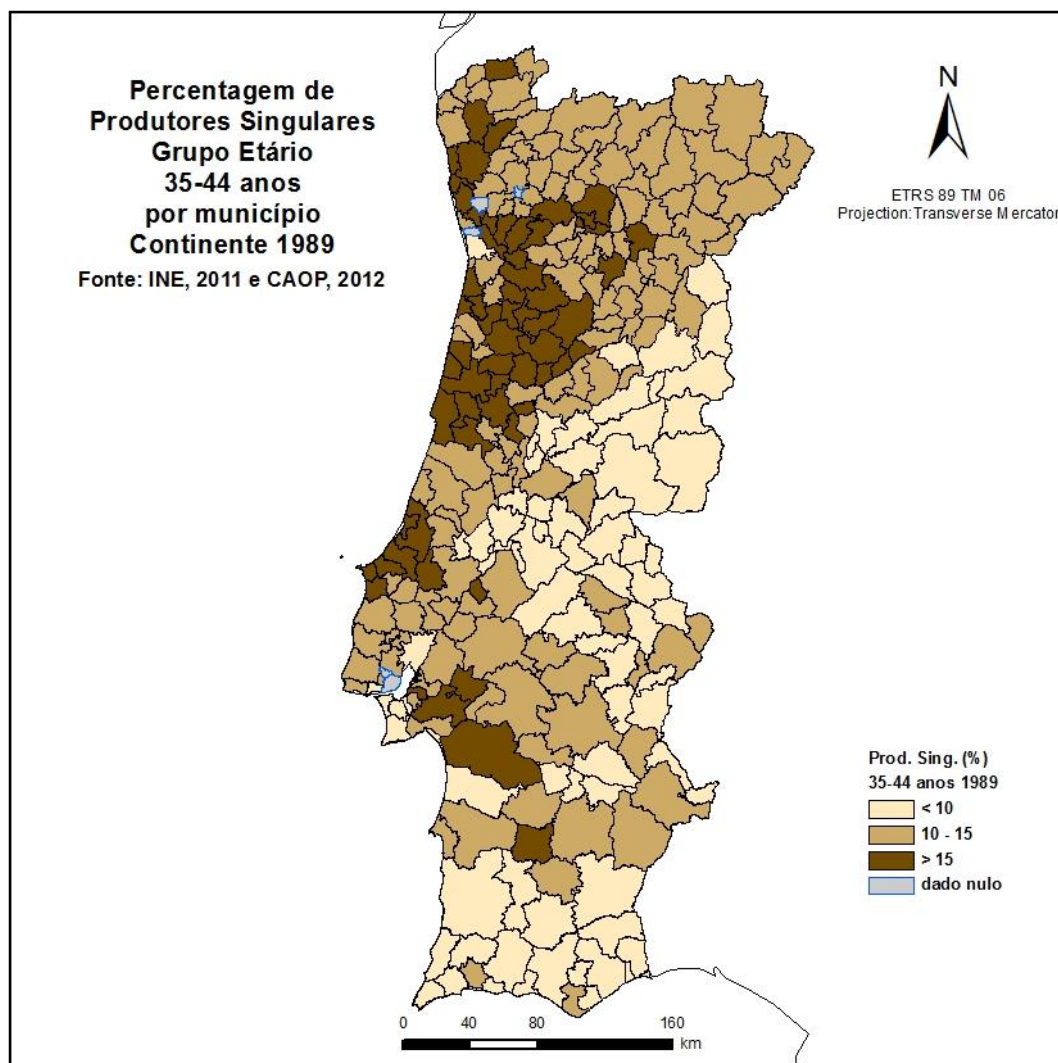 Percentagem de
Produtores Singulares
Grupo Etário
35-44 anos
por município
Continente 1989
Fonte: INE, 2011 e CAOP, 2012
N
ETRS 89 TM 06
Projection:Transverse Mercator
Prod. Sing. (%)
35-44 anos 1989
< 10
10 - 15
> 15
dado nulo
0 40 80 160
km